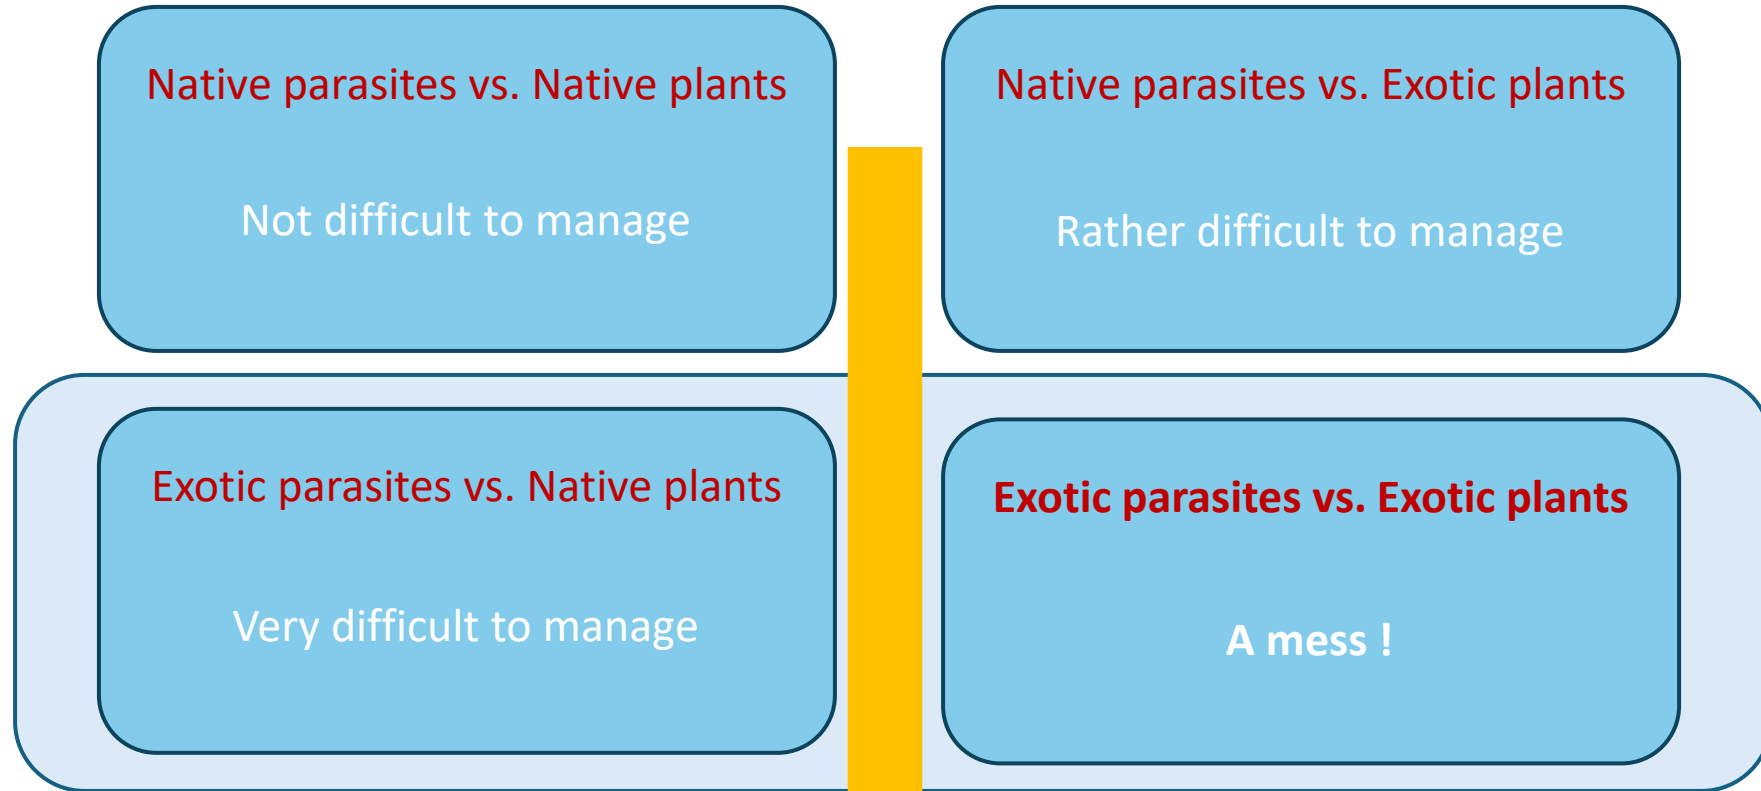 Native parasites vs. Native plants
Not difficult to manage
Native parasites vs. Exotic plants
Rather difficult to manage
Exotic parasites vs. Native plants
Very difficult to manage
Exotic parasites vs. Exotic plants
A mess !